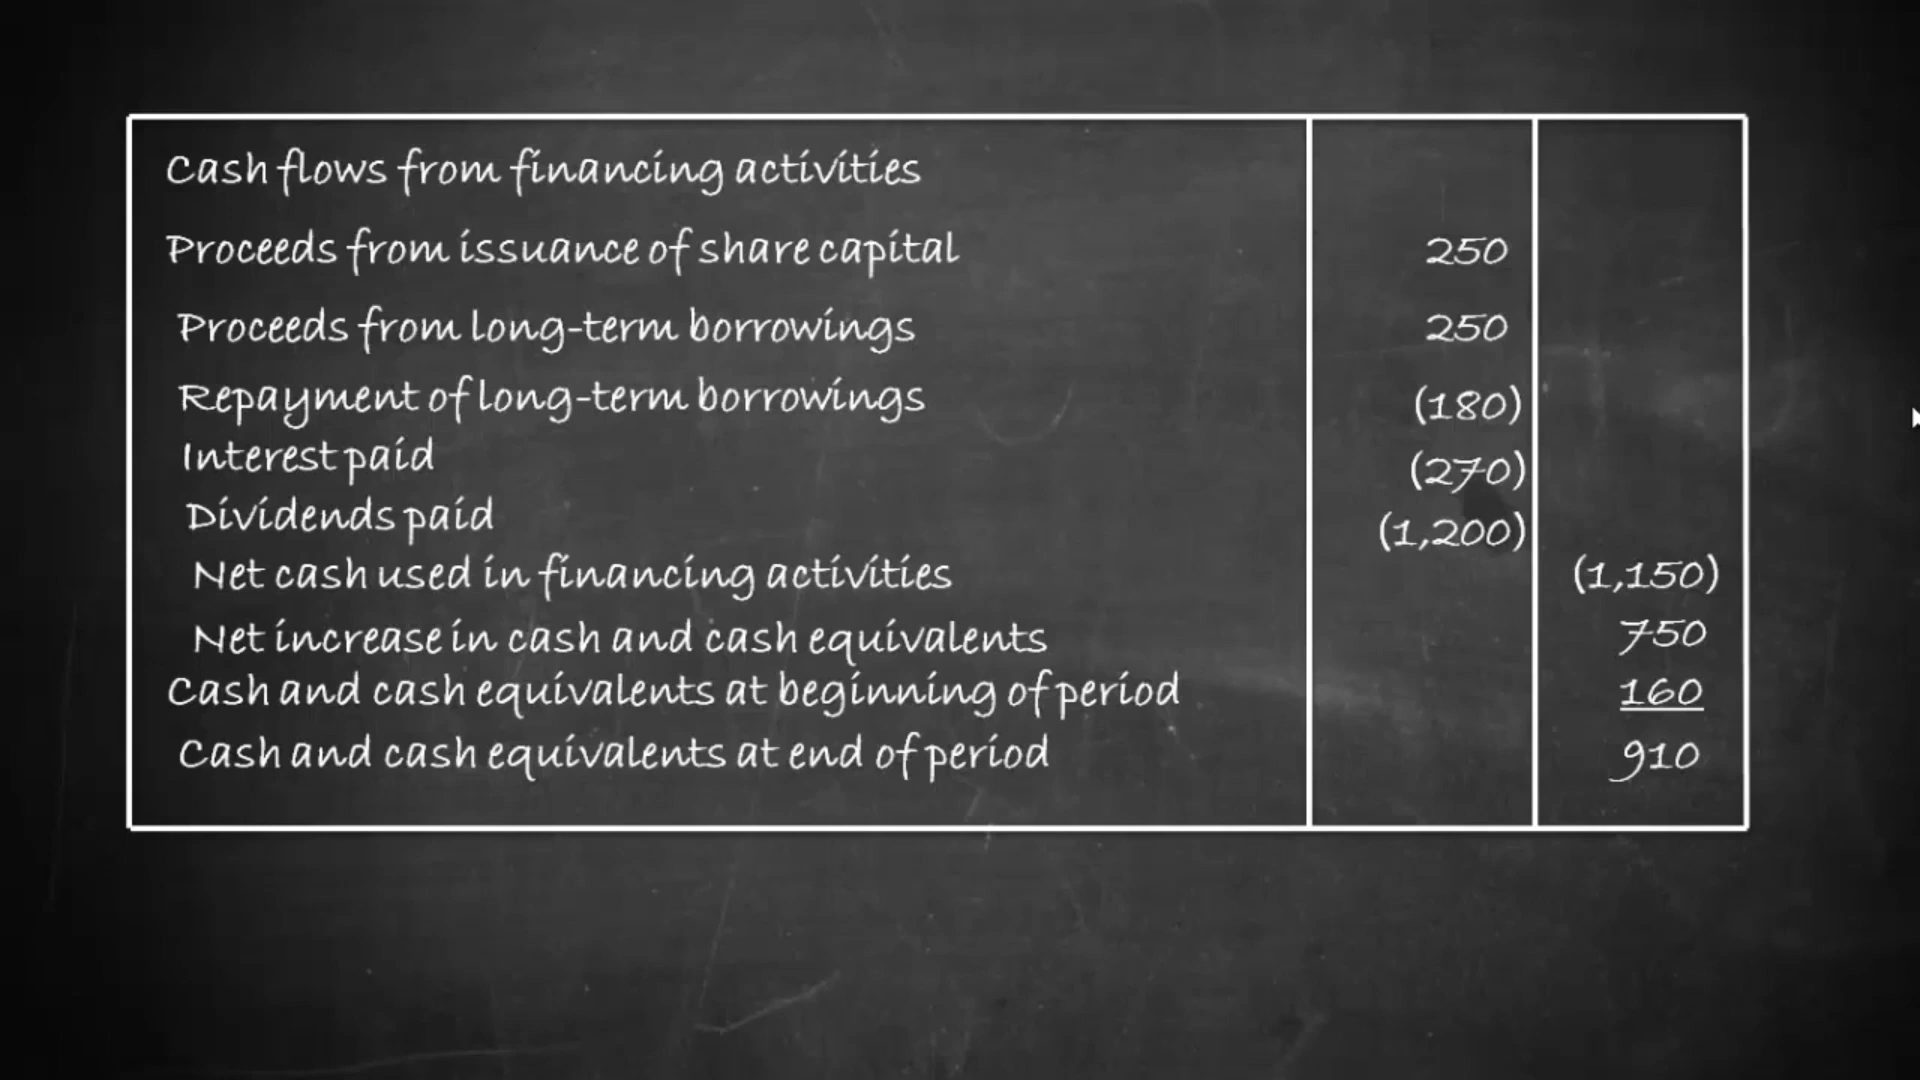 Cash flows from financing activities
Proceeds from issuance of share capital 250
Proceeds from long-term borrowings 250
Repayment of long-term borrowings (180)
Interest paid (270)
Dividends paid (1,200)
Net cash used in financing activities (1,150)
Net increase in cash and cash equivalents 750
Cash and cash equivalents at beginning of period 160
Cash and cash equivalents at end of period 910